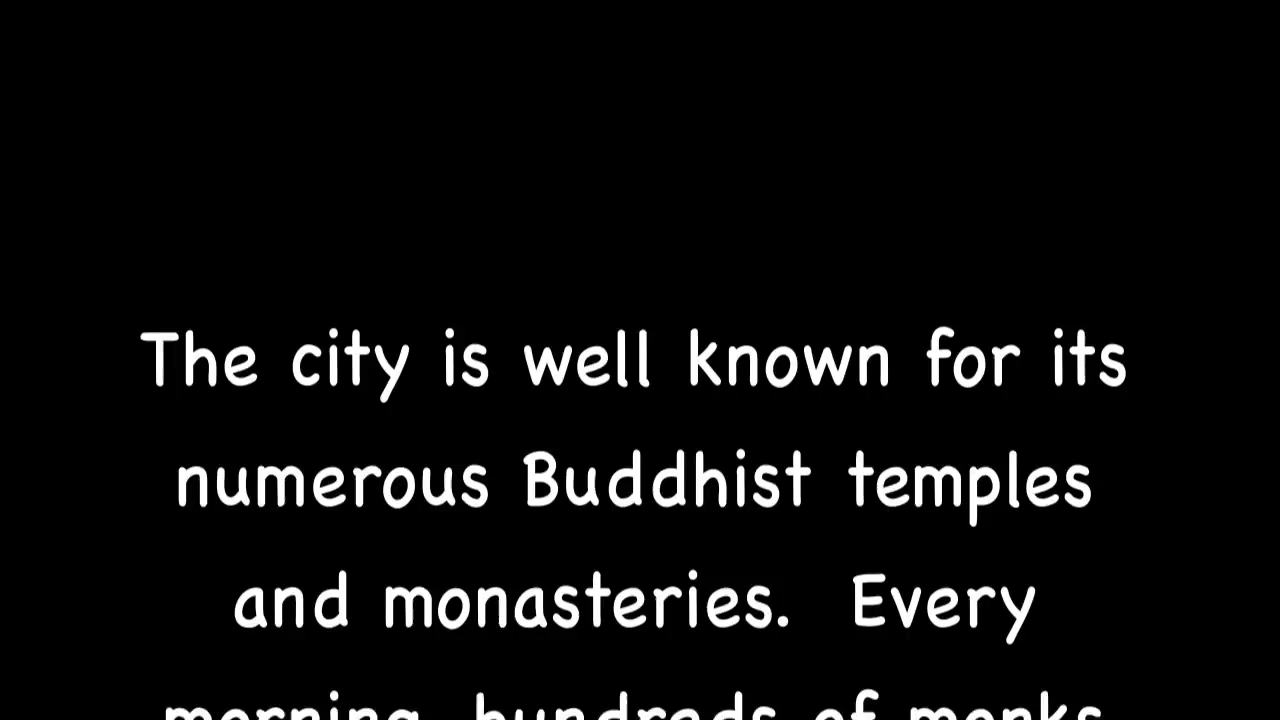 The city is well known for its
numerous Buddhist temples
and monasteries.  Every
morning, hundreds of monks